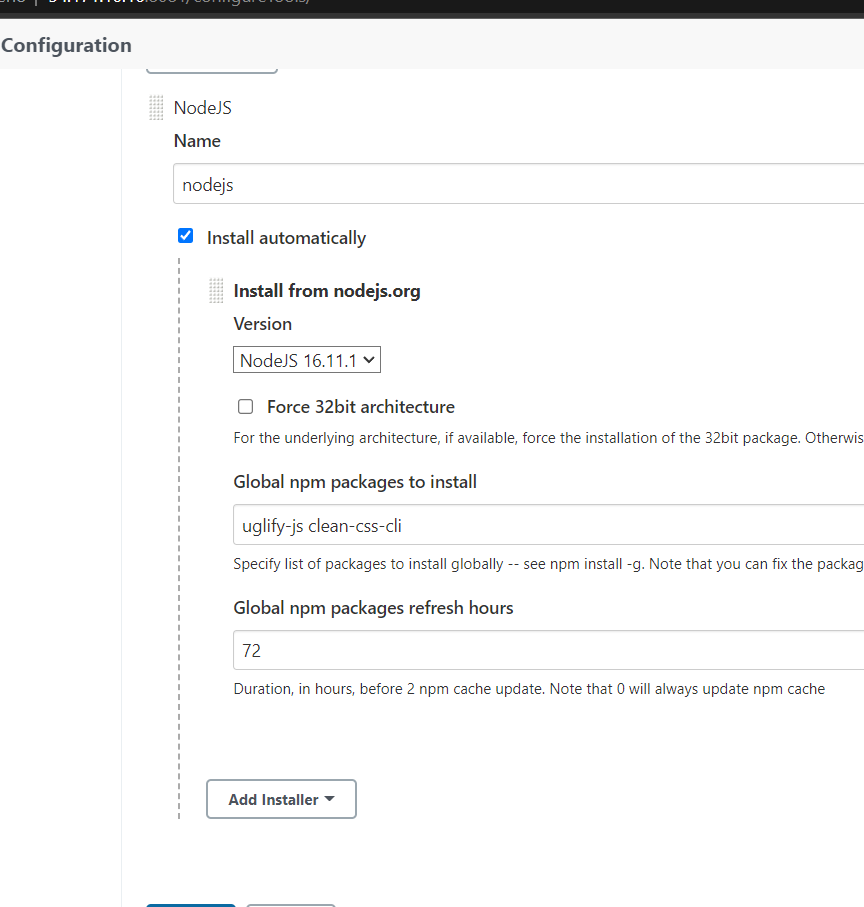 Configuration
NodeJS
Name
nodejs
Install automatically
Install from nodejs.org
Version
NodeJS 16.11.1
Force 32bit architecture
For the underlying architecture, if available, force the installation of the 32bit package. Otherwis
Global npm packages to install
uglify-js clean-css-cli
Specify list of packages to install globally -- see npm install -g. Note that you can fix the packag
Global npm packages refresh hours
72
Duration, in hours, before 2 npm cache update. Note that 0 will always update npm cache
Add Installer